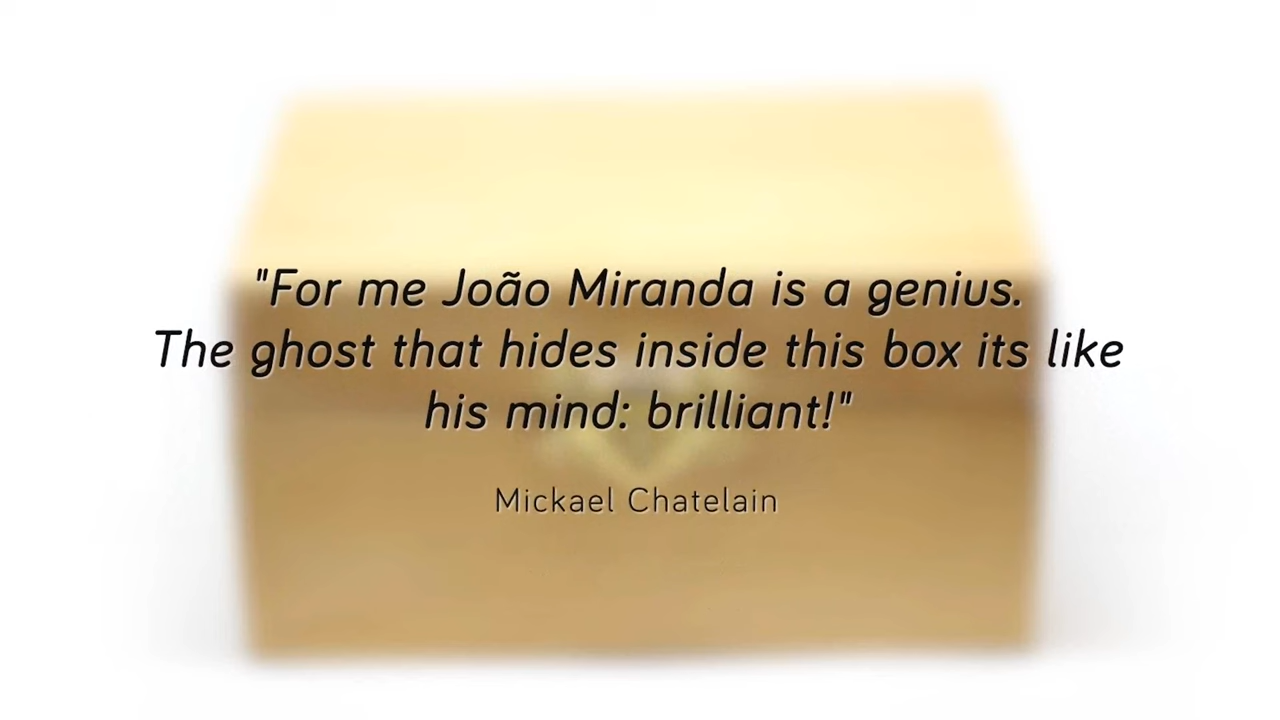 "For me João Miranda is a genius.
The ghost that hides inside this box its like
his mind: brilliant!"
Mickael Chatelain